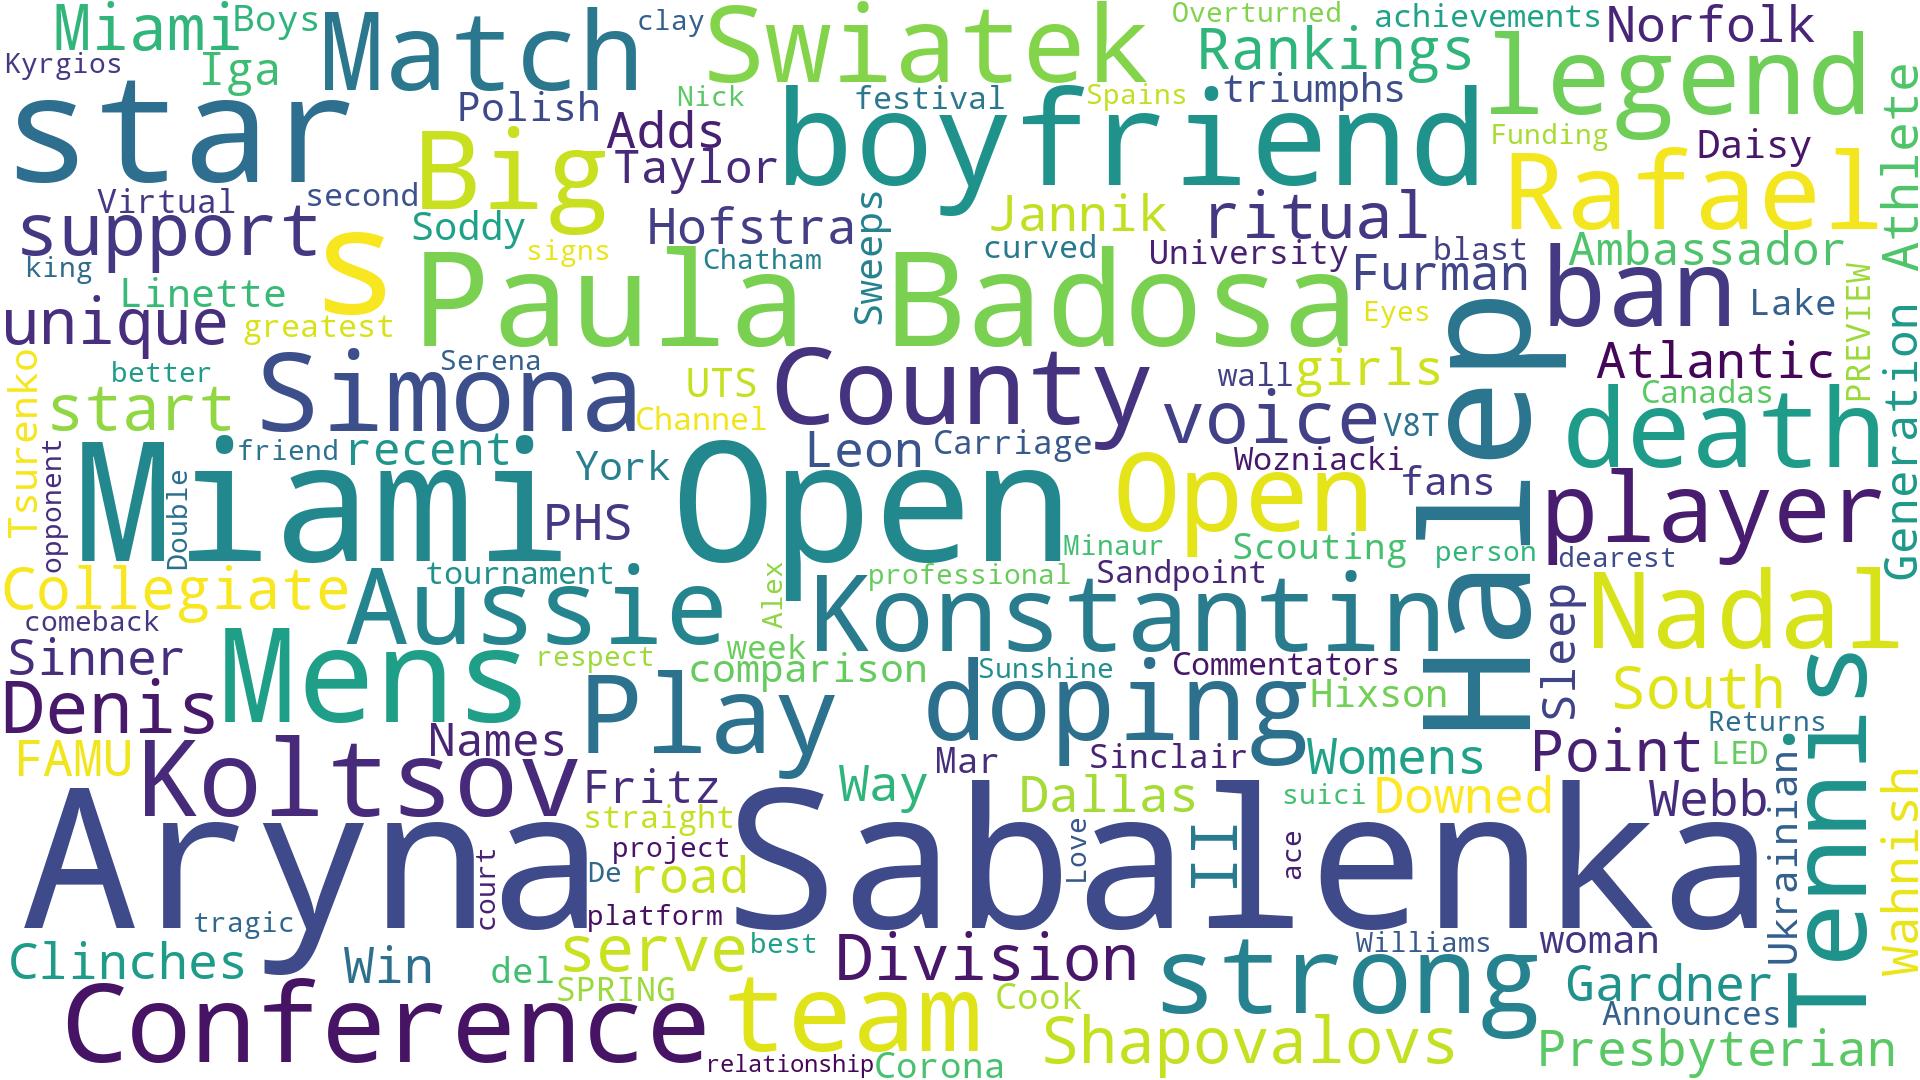 Miami
Boys
Match
clay
Swiatek
Overturned
achievements
Norfolk
Kyrgios
Iga
Rankings
legend
star
Polish
Nick
festival
Spains
triumphs
Athlete
Big
Adds
boyfriend
Funding
Daisy
Taylor
Rafael
Virtual
second
support
Soddy
s
Hofstra
Sweeps
Jannik
ritual
signs
Chatham
curved
University
blast
Ambassador
king
Linette
Paula Badosa
Furman
ban
Lake
unique
greatest
Eyes
Halep
PREVIEW
Generation
Tsurenko
better
Simona
Serena
UTS
County
wall
girls
Atlantic
start
Channel
voice
V8T
Canadas
death
opponent
friend
recent
York
Leon
Carriage
Wozniacki
fans
Miami Open
Double
PHS
Open
player
Minaur
Scouting
person
dearest
Collegiate
Aussie
tournament
Alex
professional
Sandpoint
Konstantin
Sleep
Nadal
comeback
Sinner
Mens
respect
week
comparison
Sunshine
Commentators
Denis
Play
doping
Hixson
South
Tennis
Returns
FAMU
Koltsov
Names
Mar
Sinclair
Womens
Point
LED
Fritz
Way
Dallas
suici
Downed
Webb
Ukrainian
Wahnish
Aryna Sabalenka
straight
project
court
De
road
Love
II
ace
tragic
platform
Clinches
Win
del
serve
best
Division
Williams
woman
strong
SPRING
Cook
Gardner
Announces
Conference
team
Shapovalovs
Presbyterian
relationship
Corona